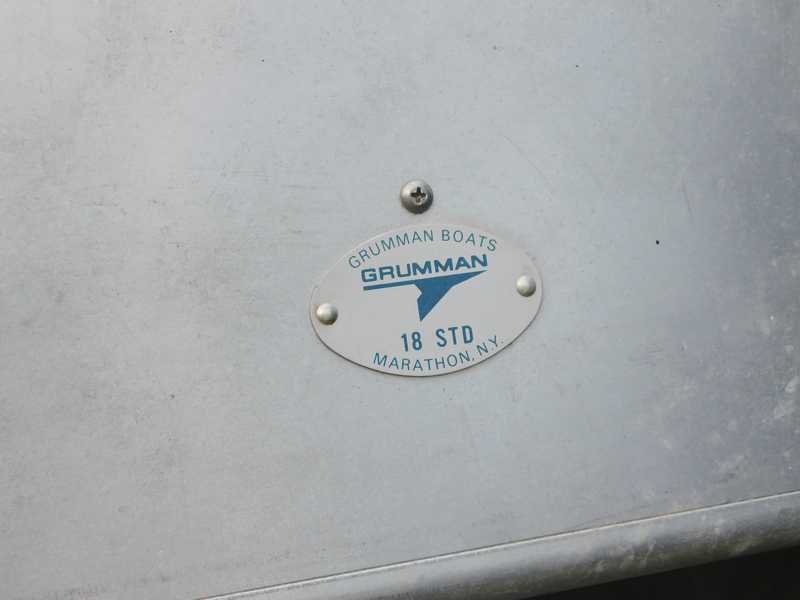 GRUMMAN BOATS
GRUMMAN
18 STD
MARATHON, N.Y.